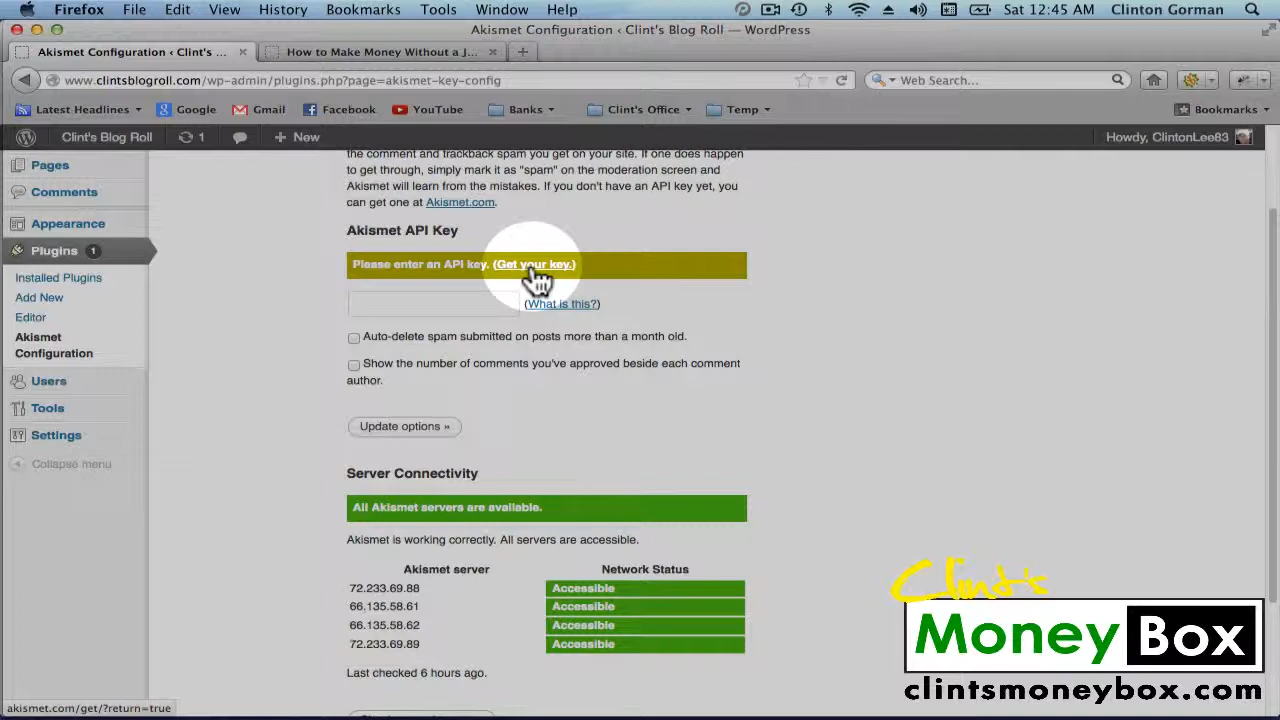 Firefox File Edit View History Bookmarks Tools Window Help Sat 12:45 AM Clinton Gorman
Akismet Configuration ‹ Clint's Blog Roll — WordPress
Akismet Configuration ‹ Clint's ... × How to Make Money Without a J... × +
www.clintsblogroll.com/wp-admin/plugins.php?page=akismet-key-config Web Search...
Latest Headlines Google Gmail Facebook YouTube Banks Clint's Office Temp Bookmarks
Clint's Blog Roll 1 + New Howdy, ClintonLee83
Pages
Comments
Appearance
Plugins 1
Installed Plugins
Add New
Editor
Akismet
Configuration
Users
Tools
Settings
Collapse menu
the comment and trackback spam you get on your site. If one does happen
to get through, simply mark it as "spam" on the moderation screen and
Akismet will learn from the mistakes. If you don't have an API key yet, you
can get one at Akismet.com.
Akismet API Key
Please enter an API key. (Get your key.)
(What is this?)
Auto-delete spam submitted on posts more than a month old.
Show the number of comments you've approved beside each comment
author.
Update options »
Server Connectivity
All Akismet servers are available.
Akismet is working correctly. All servers are accessible.
Akismet server Network Status
72.233.69.88 Accessible
66.135.58.61 Accessible
66.135.58.62 Accessible
72.233.69.89 Accessible
Last checked 6 hours ago.
akismet.com/get/?return=true
Clint's
Money Box
clintsmoneybox.com